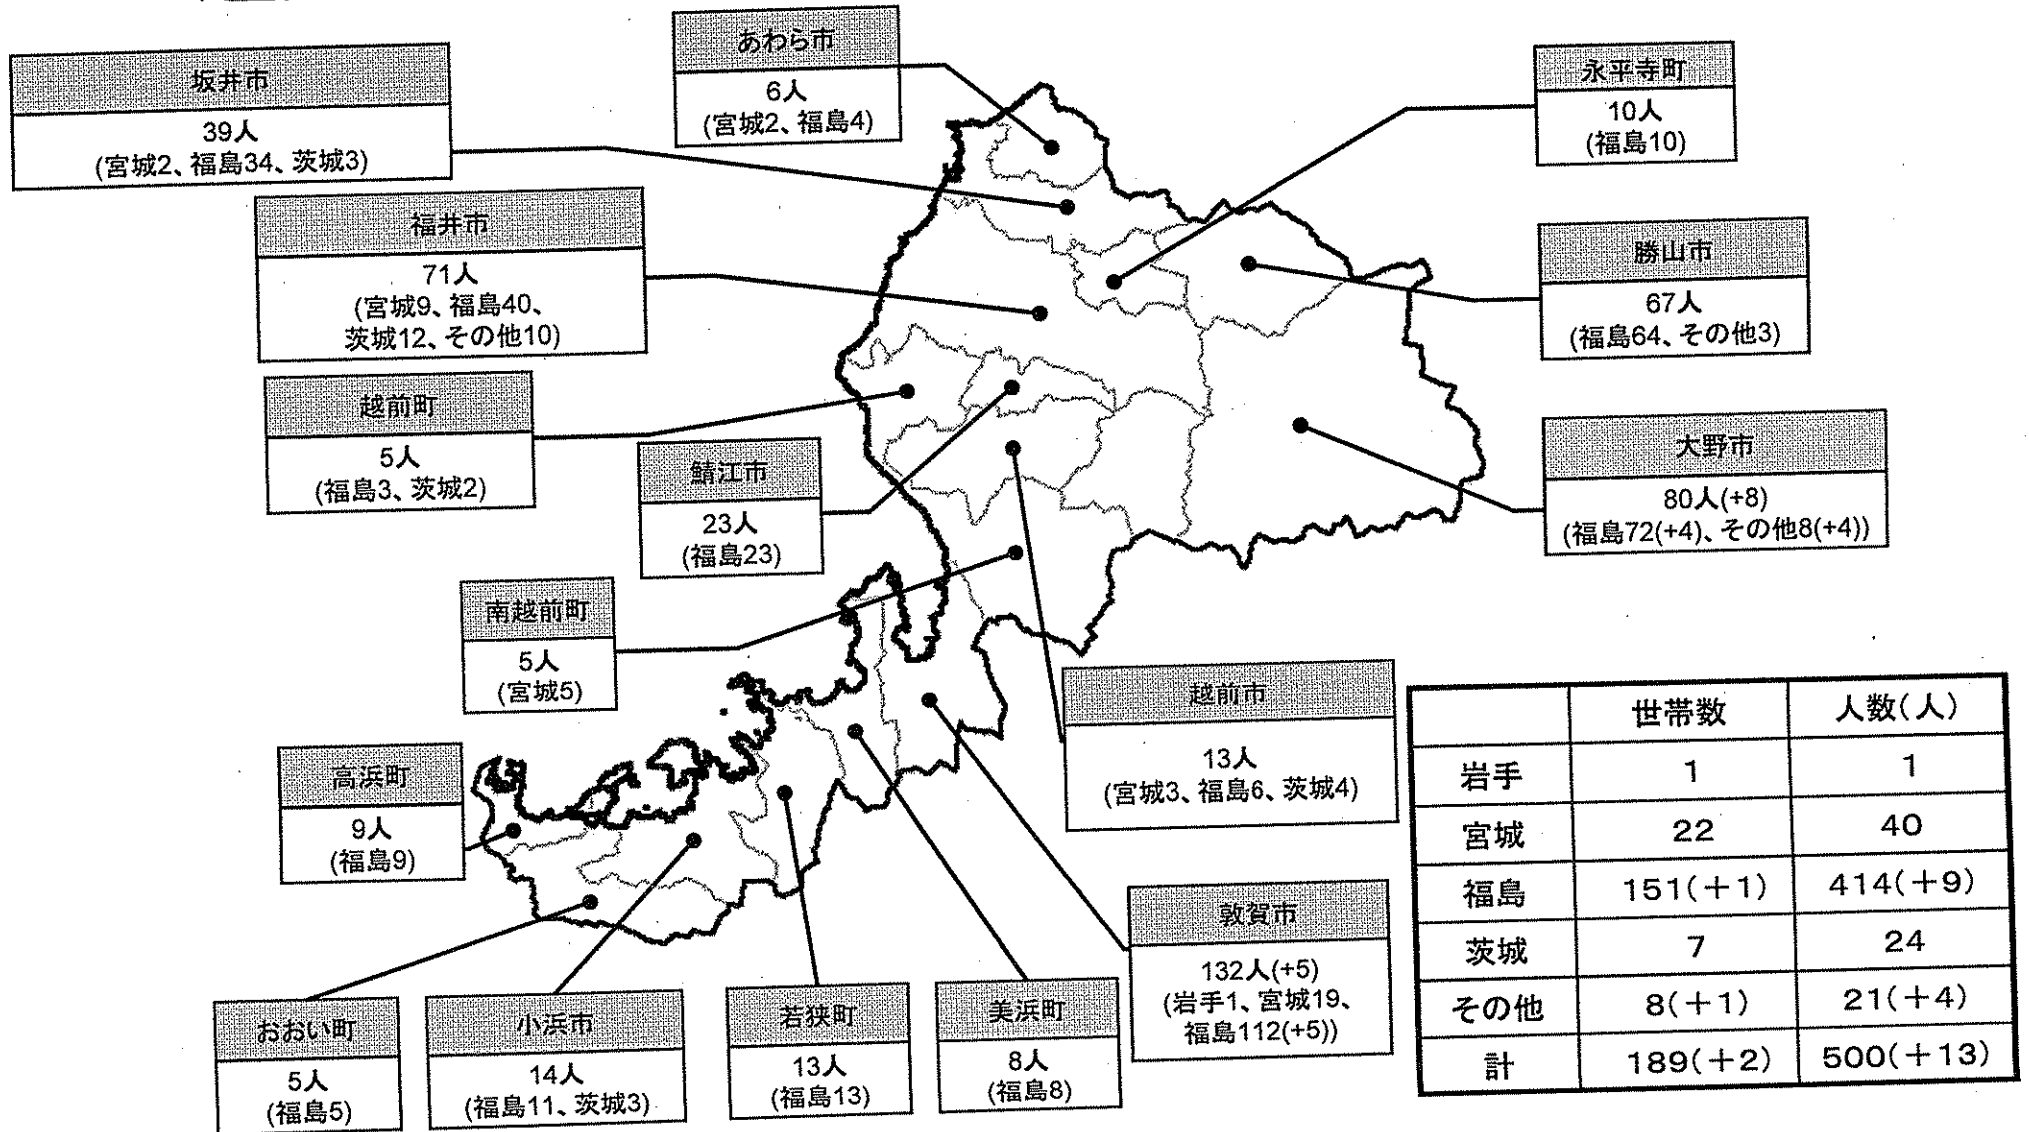 あわら市
6人
(宮城2、福島4)
坂井市
39人
(宮城2、福島34、茨城3)
永平寺町
10人
(福島10)
福井市
71人
(宮城9、福島40、
茨城12、その他10)
勝山市
67人
(福島64、その他3)
越前町
5人
(福島3、茨城2)
鯖江市
23人
(福島23)
大野市
80人(+8)
(福島72(+4)、その他8(+4))
南越前町
5人
(宮城5)
越前市
13人
(宮城3、福島6、茨城4)
高浜町
9人
(福島9)
敦賀市
132人(+5)
(岩手1、宮城19、
福島112(+5))
おおい町
5人
(福島5)
小浜市
14人
(福島11、茨城3)
若狭町
13人
(福島13)
美浜町
8人
(福島8)
世帯数 人数(人)
岩手 1 1
宮城 22 40
福島 151(+1) 414(+9)
茨城 7 24
その他 8(+1) 21(+4)
計 189(+2) 500(+13)